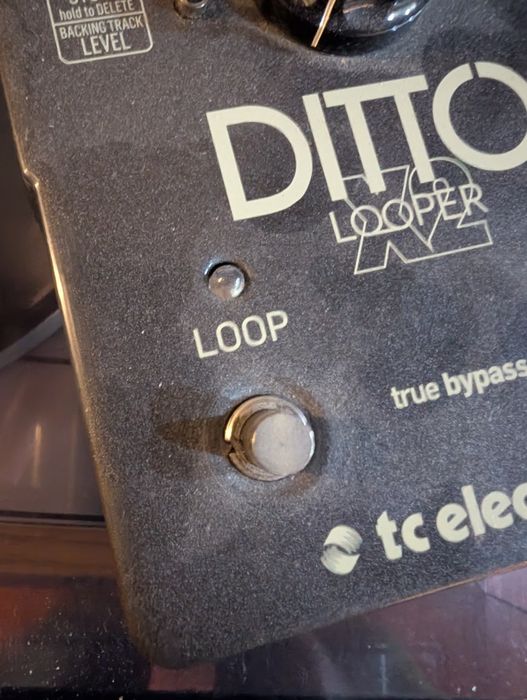 hold to DELETE
BACKING TRACK
LEVEL
DITTO
X2
LOOPER
LOOP
true bypass
tc elec